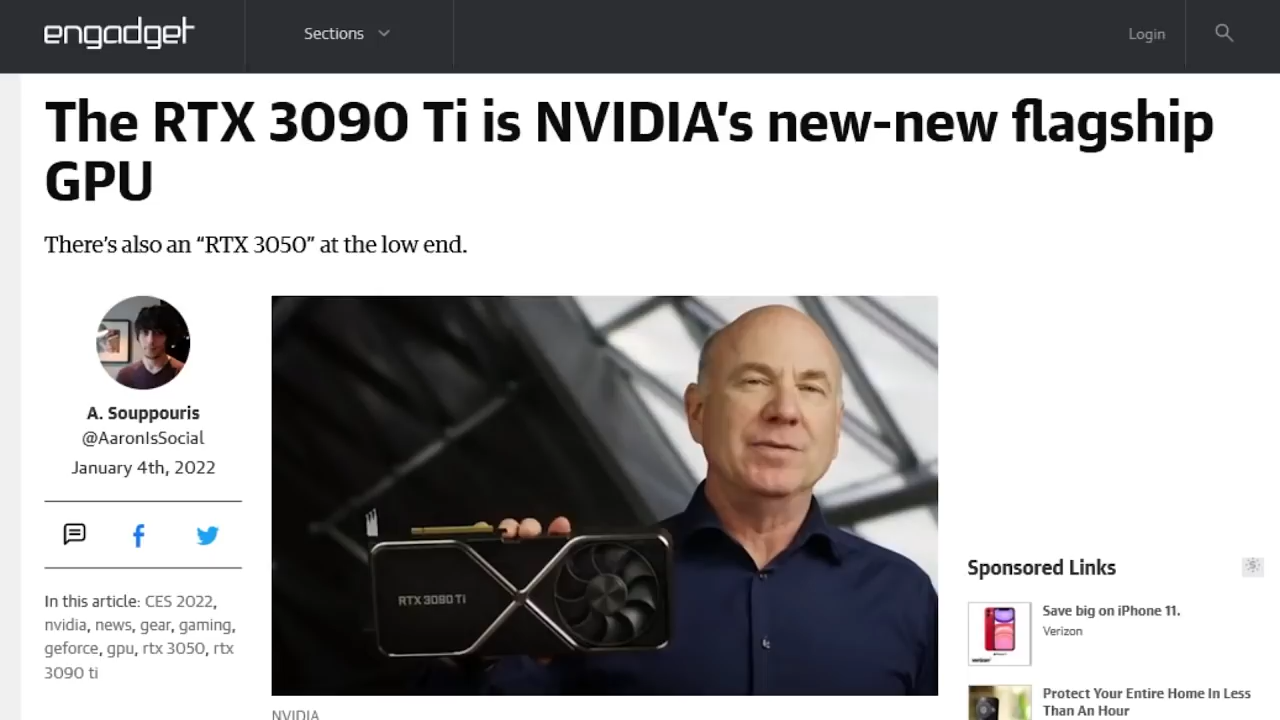 engadget
Sections
Login
The RTX 3090 Ti is NVIDIA's new-new flagship
GPU
There's also an “RTX 3050” at the low end.
A. Souppouris
@AaronIsSocial
January 4th, 2022
In this article: CES 2022,
nvidia, news, gear, gaming,
geforce, gpu, rtx 3050, rtx
3090 ti
RTX 3090 Ti
NVIDIA
Sponsored Links
Save big on iPhone 11.
Verizon
verizon
Protect Your Entire Home In Less
Than An Hour